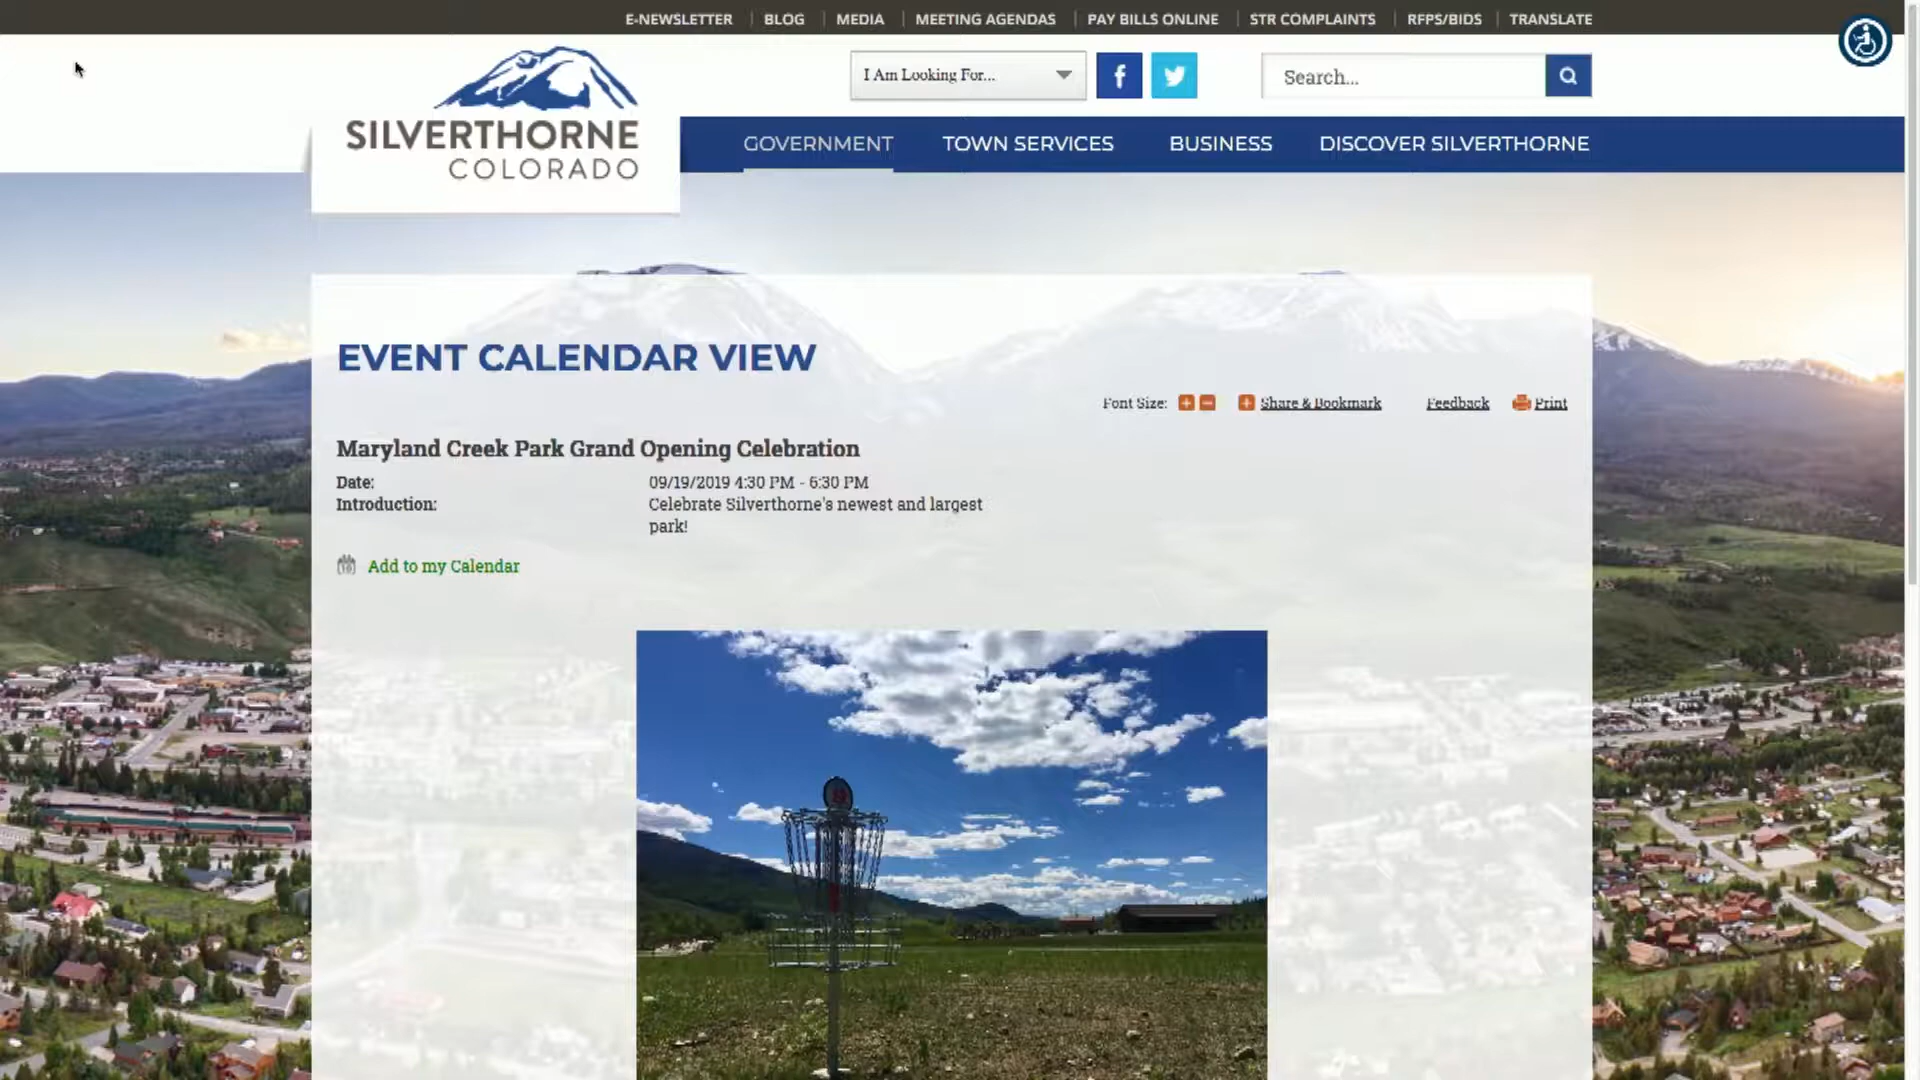 E-NEWSLETTER BLOG MEDIA MEETING AGENDAS PAY BILLS ONLINE STR COMPLAINTS RFPS/BIDS TRANSLATE
I Am Looking For... Search...
SILVERTHORNE
COLORADO
GOVERNMENT TOWN SERVICES BUSINESS DISCOVER SILVERTHORNE
EVENT CALENDAR VIEW
Font Size: Share & Bookmark Feedback Print
Maryland Creek Park Grand Opening Celebration
Date: 09/19/2019 4:30 PM - 6:30 PM
Introduction: Celebrate Silverthorne's newest and largest
park!
Add to my Calendar